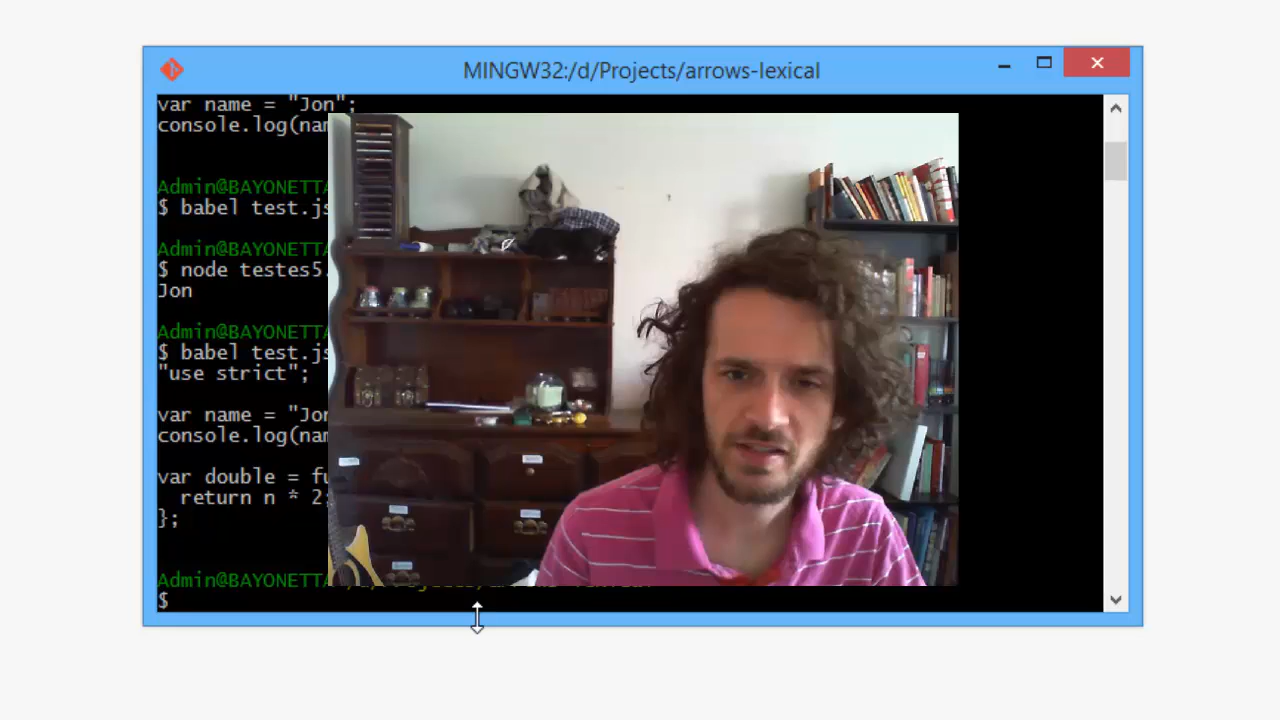 MINGW32:/d/Projects/arrows-lexical
var name = "Jon";
console.log(nam
Admin@BAYONETTA
$ babel test.js
Admin@BAYONETTA
$ node testes5.
Jon
Admin@BAYONETTA
$ babel test.js
"use strict";
var name = "Jon
console.log(nam
var double = fu
return n * 2;
};
Admin@BAYONETTA
$